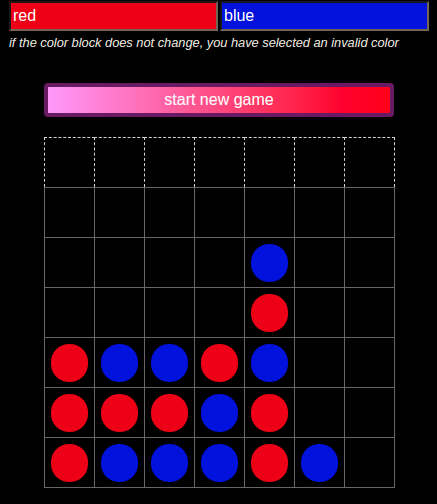 red
blue
if the color block does not change, you have selected an invalid color
start new game